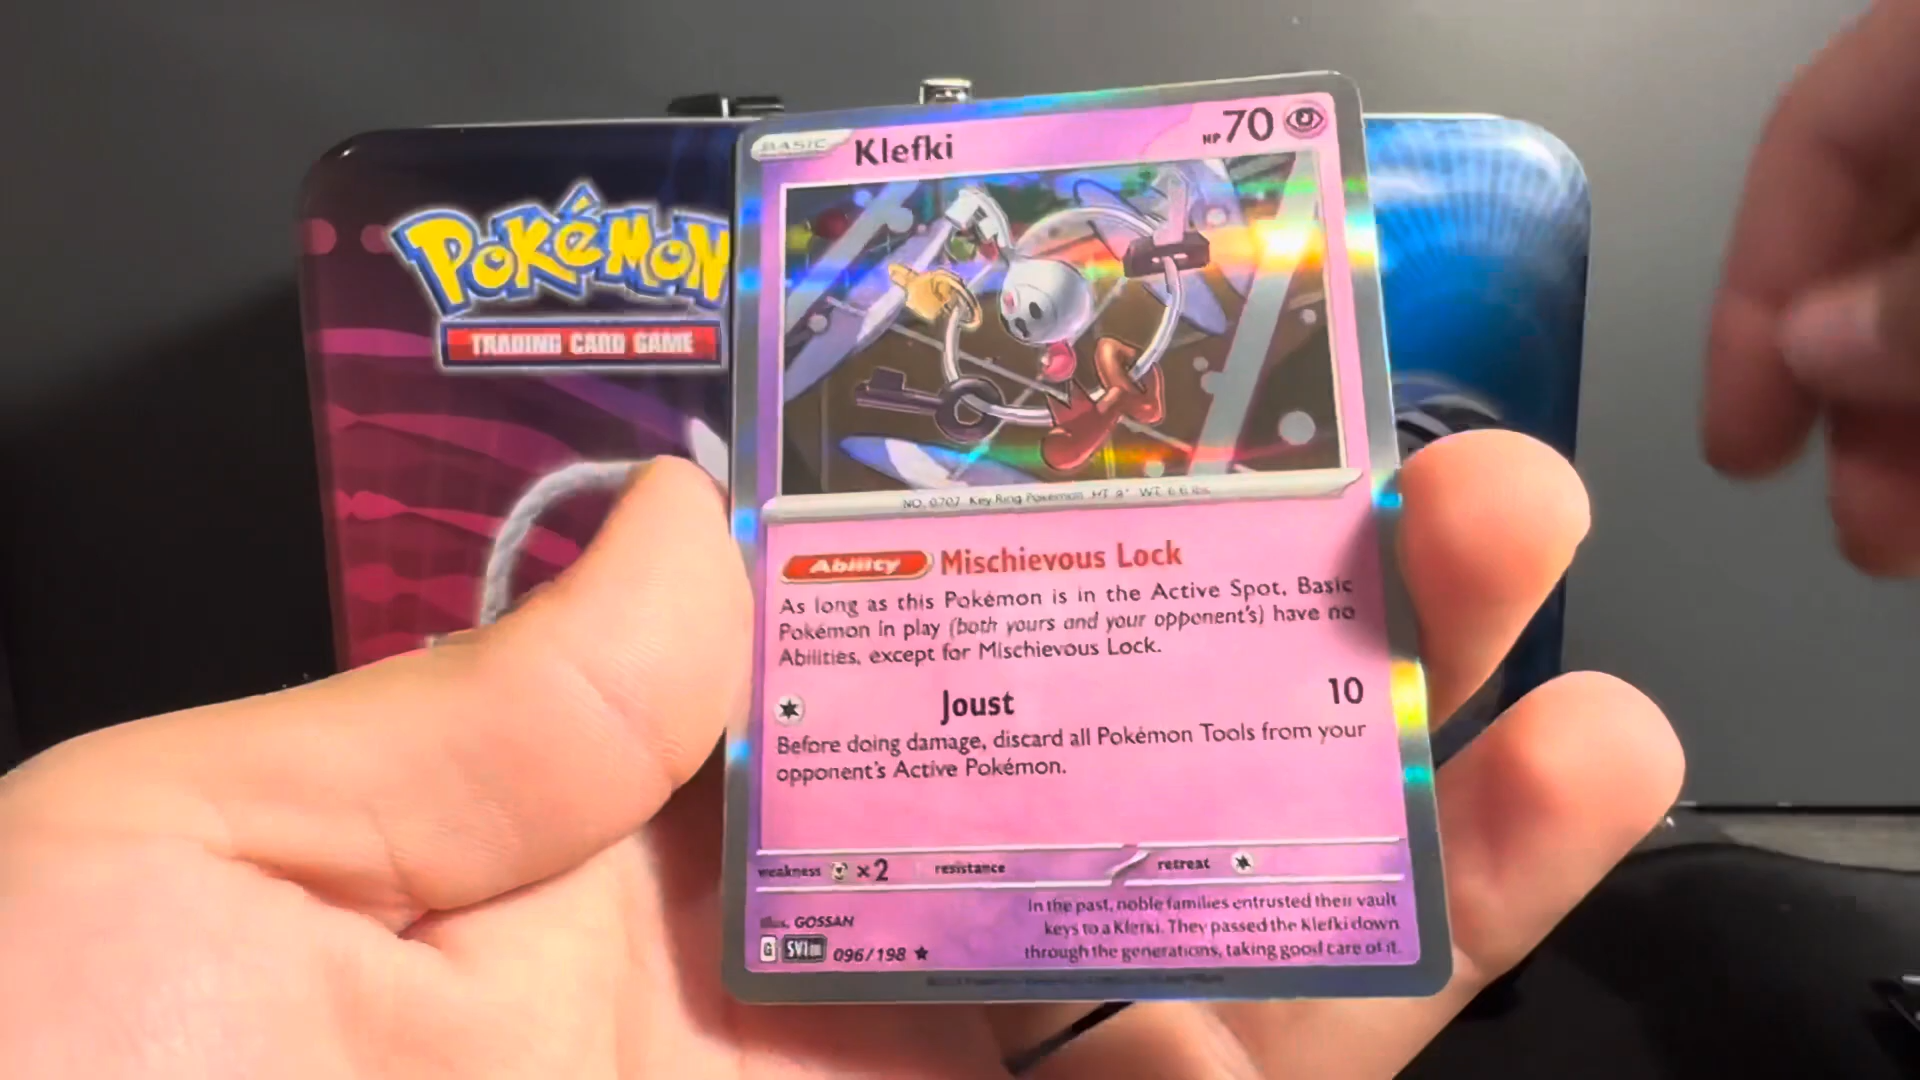 POKéMON
TRADING CARD GAME
BASIC
Klefki
HP 70
NO. 0707 Key Ring Pokémon HT: 8" WT: 6.6 lbs.
Ability Mischievous Lock
As long as this Pokémon is in the Active Spot, Basic
Pokémon in play (both yours and your opponent's) have no
Abilities, except for Mischievous Lock.
Joust 10
Before doing damage, discard all Pokémon Tools from your
opponent's Active Pokémon.
weakness ×2 resistance retreat
Illus. GOSSAN
G SVI EN 096/198 ★
In the past, noble families entrusted their vault
keys to a Klefki. They passed the Klefki down
through the generations, taking good care of it.